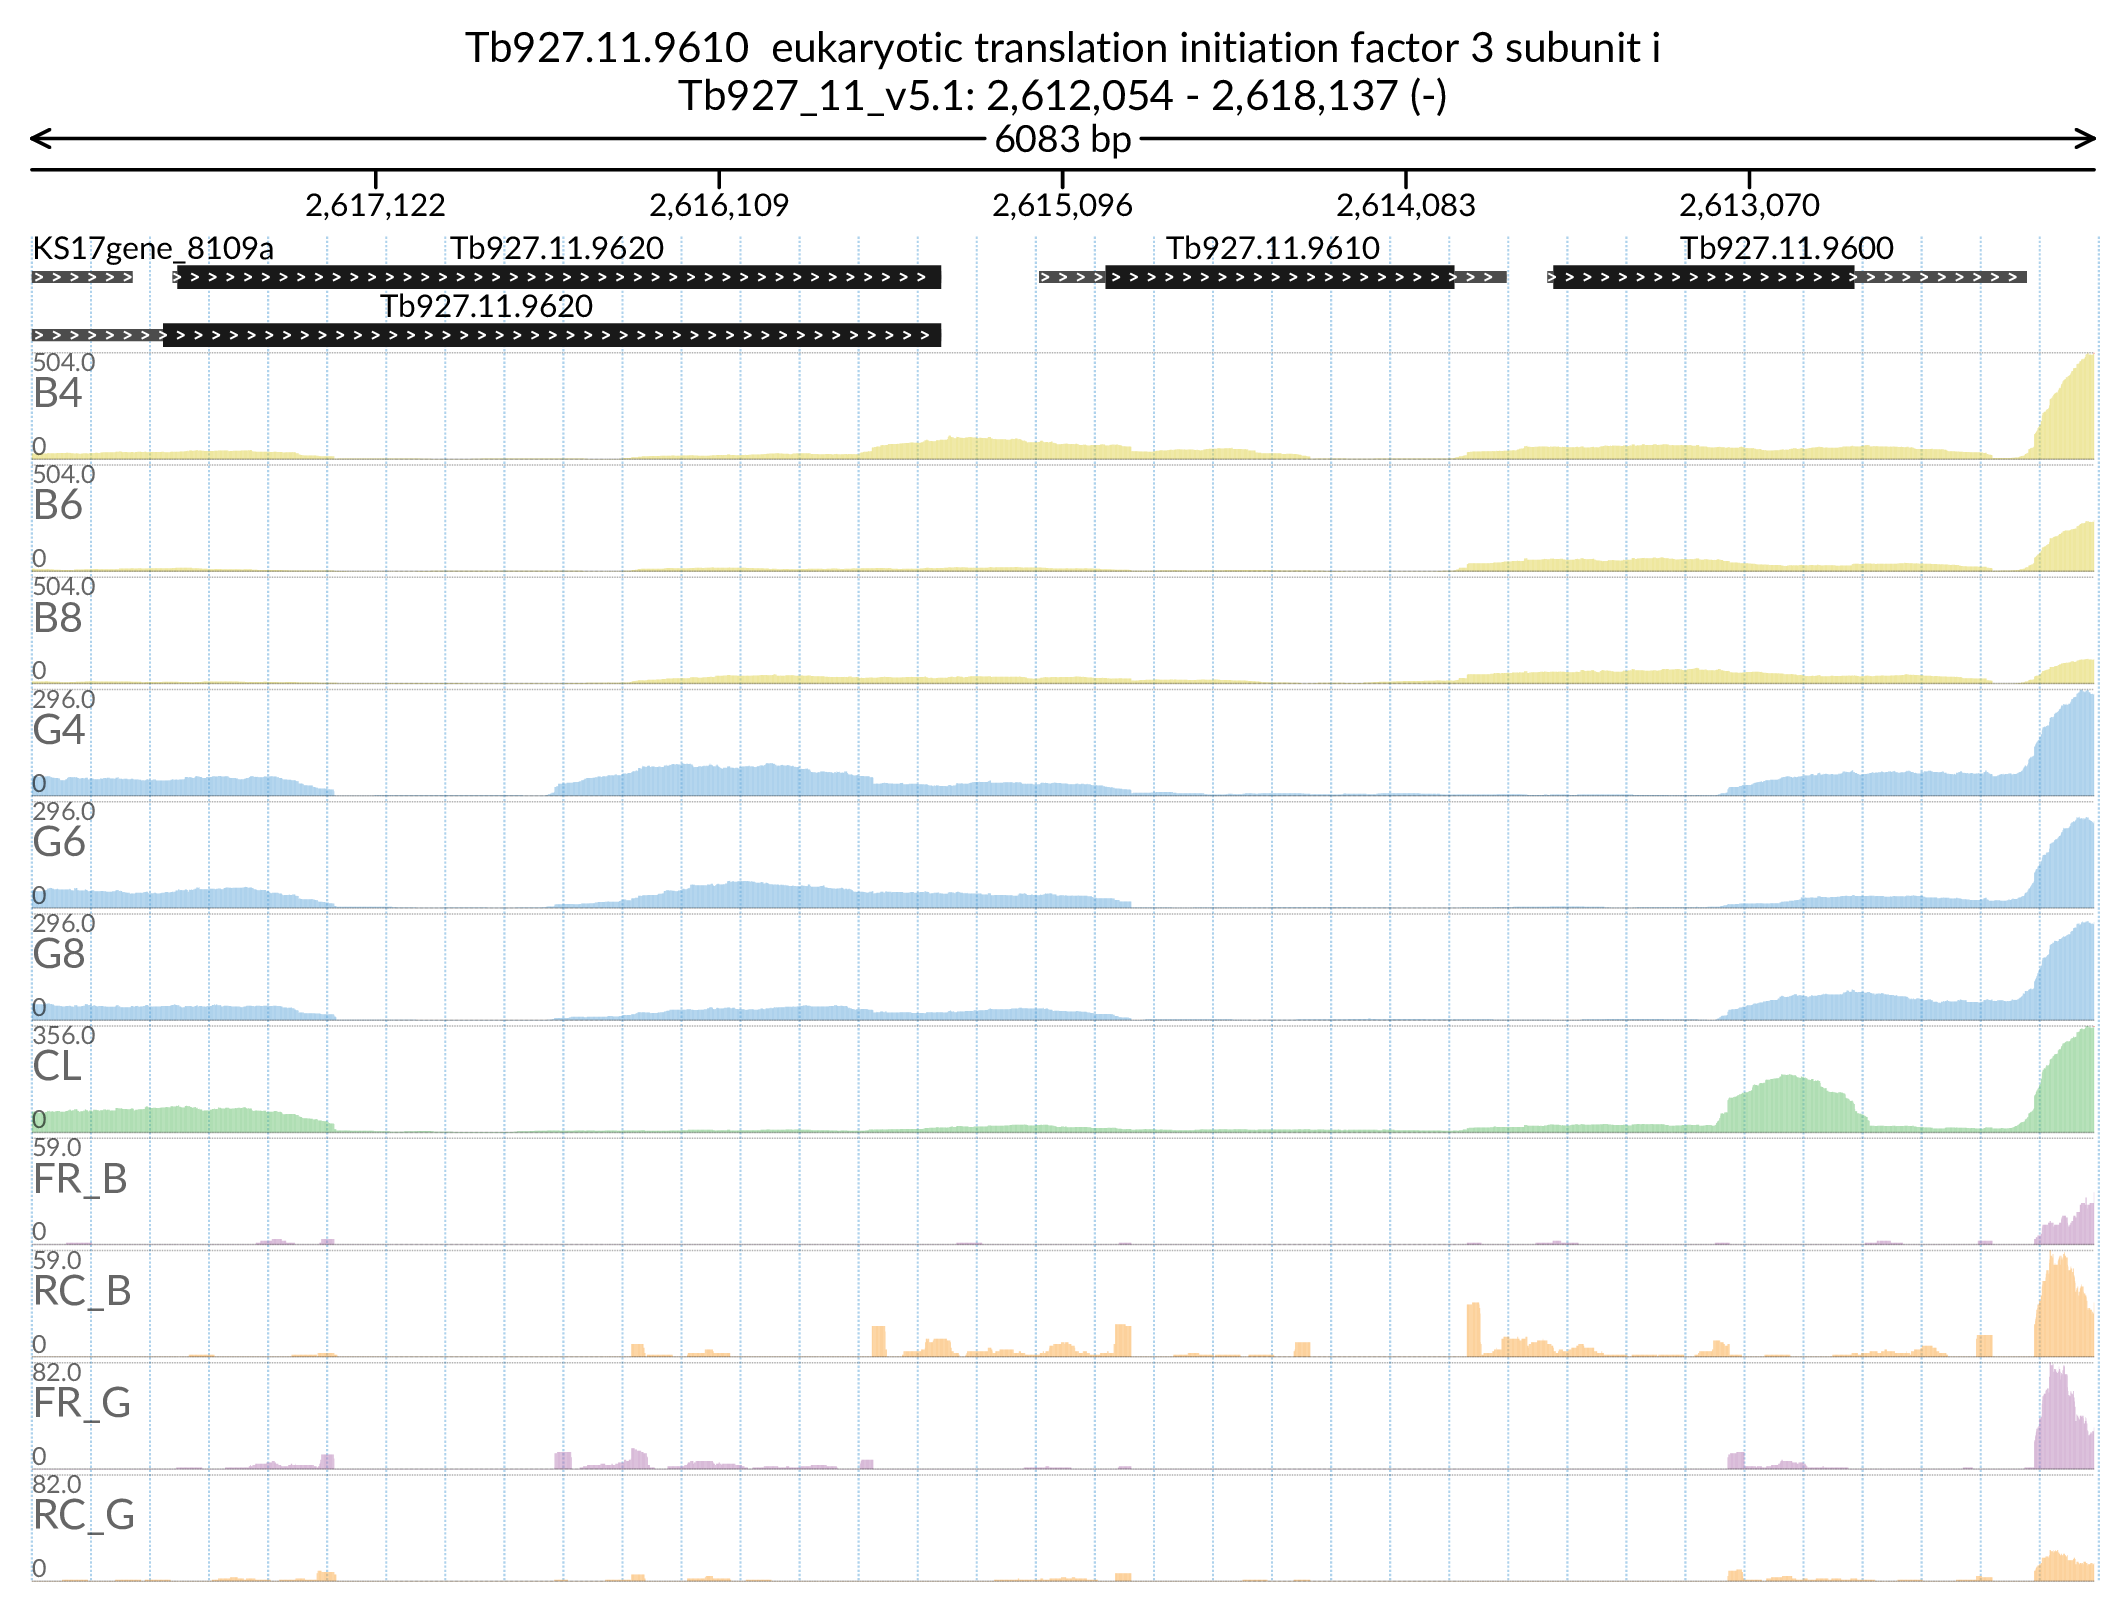 Tb927.11.9610 eukaryotic translation initiation factor 3 subunit i
Tb927_11_v5.1: 2,612,054 - 2,618,137 (-)
6083 bp
2,617,122 2,616,109 2,615,096 2,614,083 2,613,070
KS17gene_8109a Tb927.11.9620 Tb927.11.9610 Tb927.11.9600
Tb927.11.9620
504.0
B4
0
504.0
B6
0
504.0
B8
0
296.0
G4
0
296.0
G6
0
296.0
G8
0
356.0
CL
0
59.0
FR_B
0
59.0
RC_B
0
82.0
FR_G
0
82.0
RC_G
0